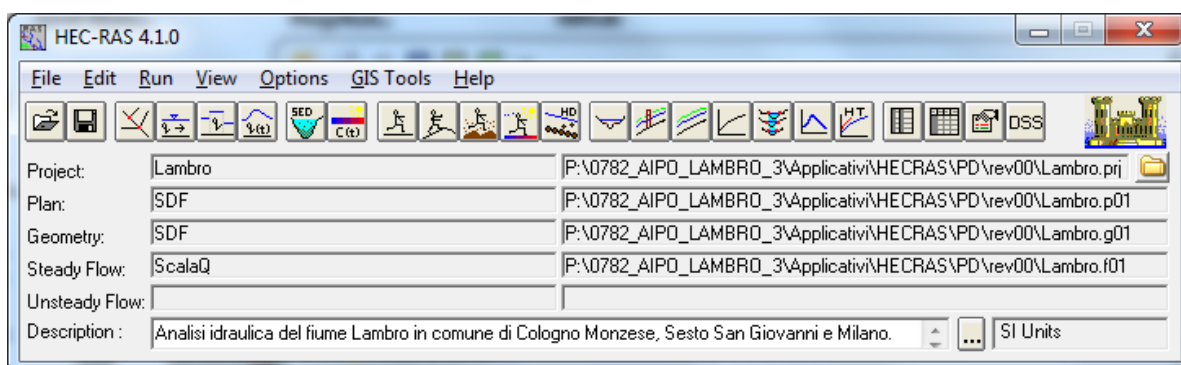 HEC-RAS 4.1.0
File Edit Run View Options GIS Tools Help
SED C(t) HD HT DSS
Project: Lambro P:\0782_AIPO_LAMBRO_3\Applicativi\HECRAS\PD\rev00\Lambro.prj
Plan: SDF P:\0782_AIPO_LAMBRO_3\Applicativi\HECRAS\PD\rev00\Lambro.p01
Geometry: SDF P:\0782_AIPO_LAMBRO_3\Applicativi\HECRAS\PD\rev00\Lambro.g01
Steady Flow: ScalaQ P:\0782_AIPO_LAMBRO_3\Applicativi\HECRAS\PD\rev00\Lambro.f01
Unsteady Flow:
Description : Analisi idraulica del fiume Lambro in comune di Cologno Monzese, Sesto San Giovanni e Milano. ... SI Units